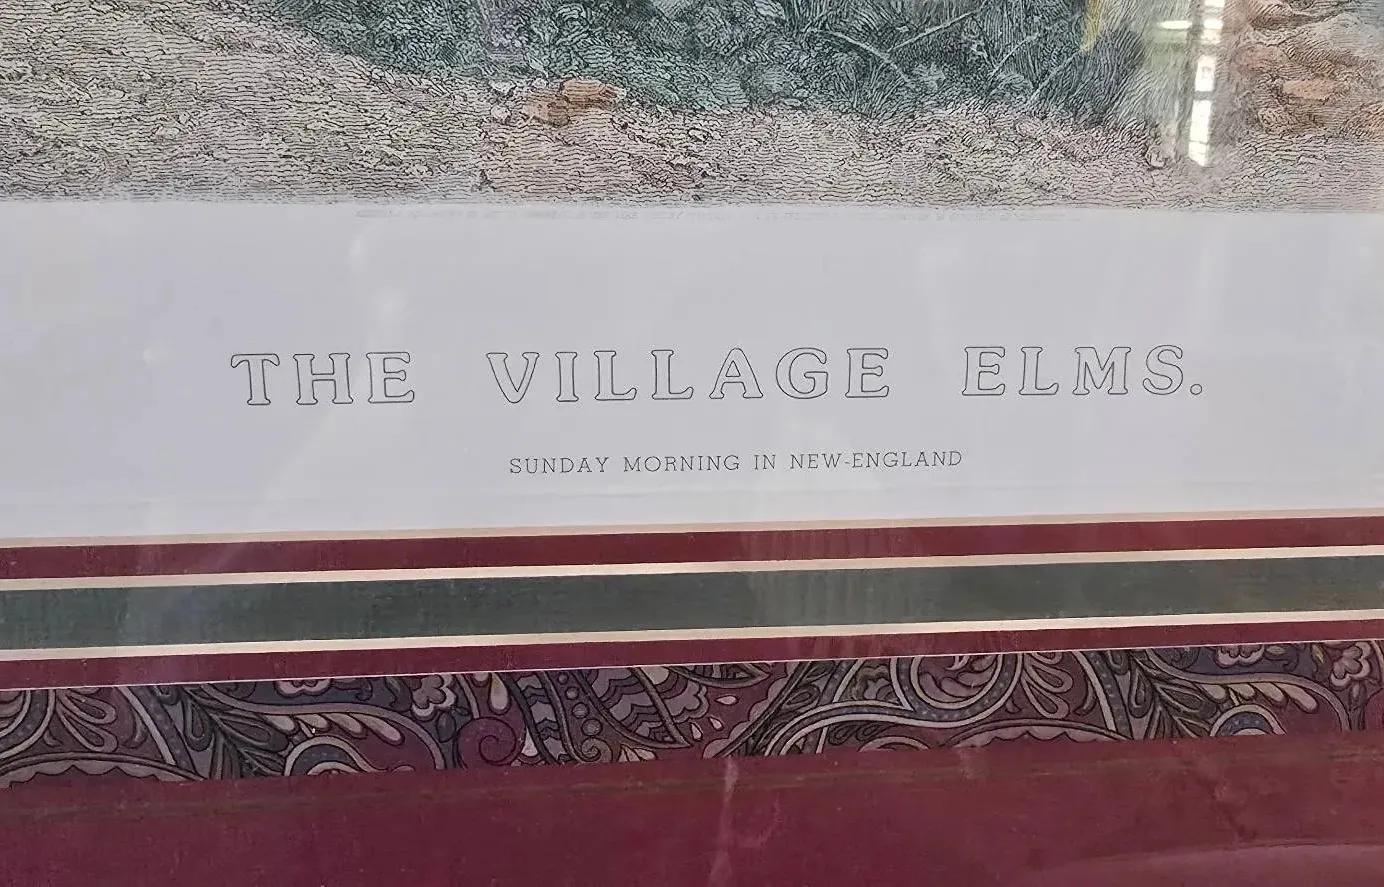 THE VILLAGE ELMS.
SUNDAY MORNING IN NEW-ENGLAND